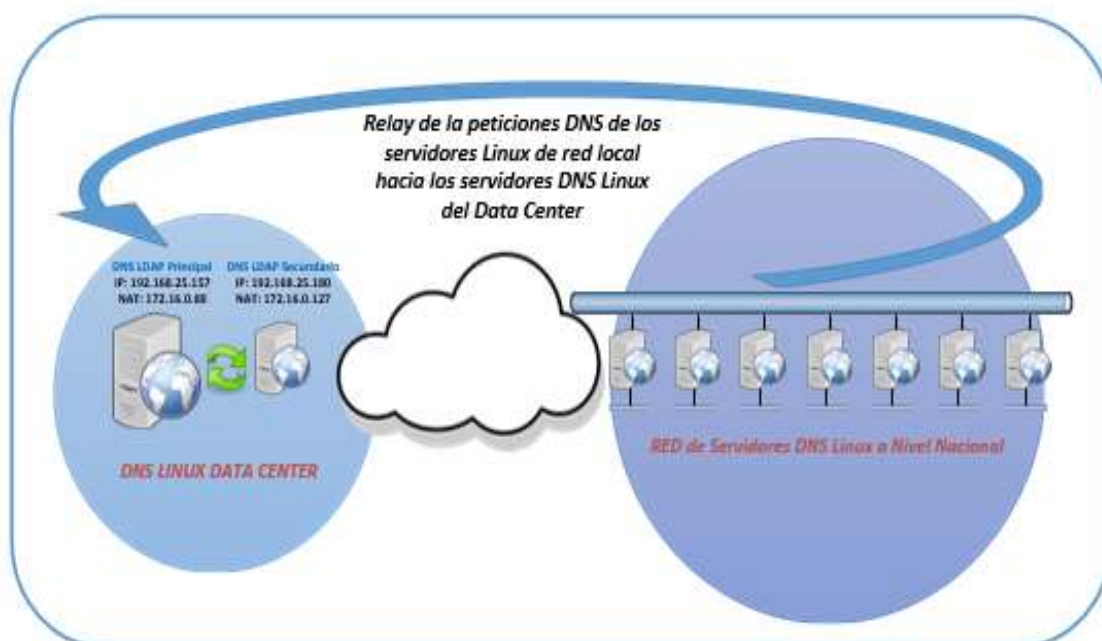 Relay de la peticiones DNS de los
servidores Linux de red local
hacia los servidores DNS Linux
del Data Center
DNS LDAP Principal
IP: 192.168.25.157
NAT: 172.16.0.88
DNS LDAP Secundario
IP: 192.168.25.180
NAT: 172.16.0.127
DNS LINUX DATA CENTER
RED de Servidores DNS Linux a Nivel Nacional